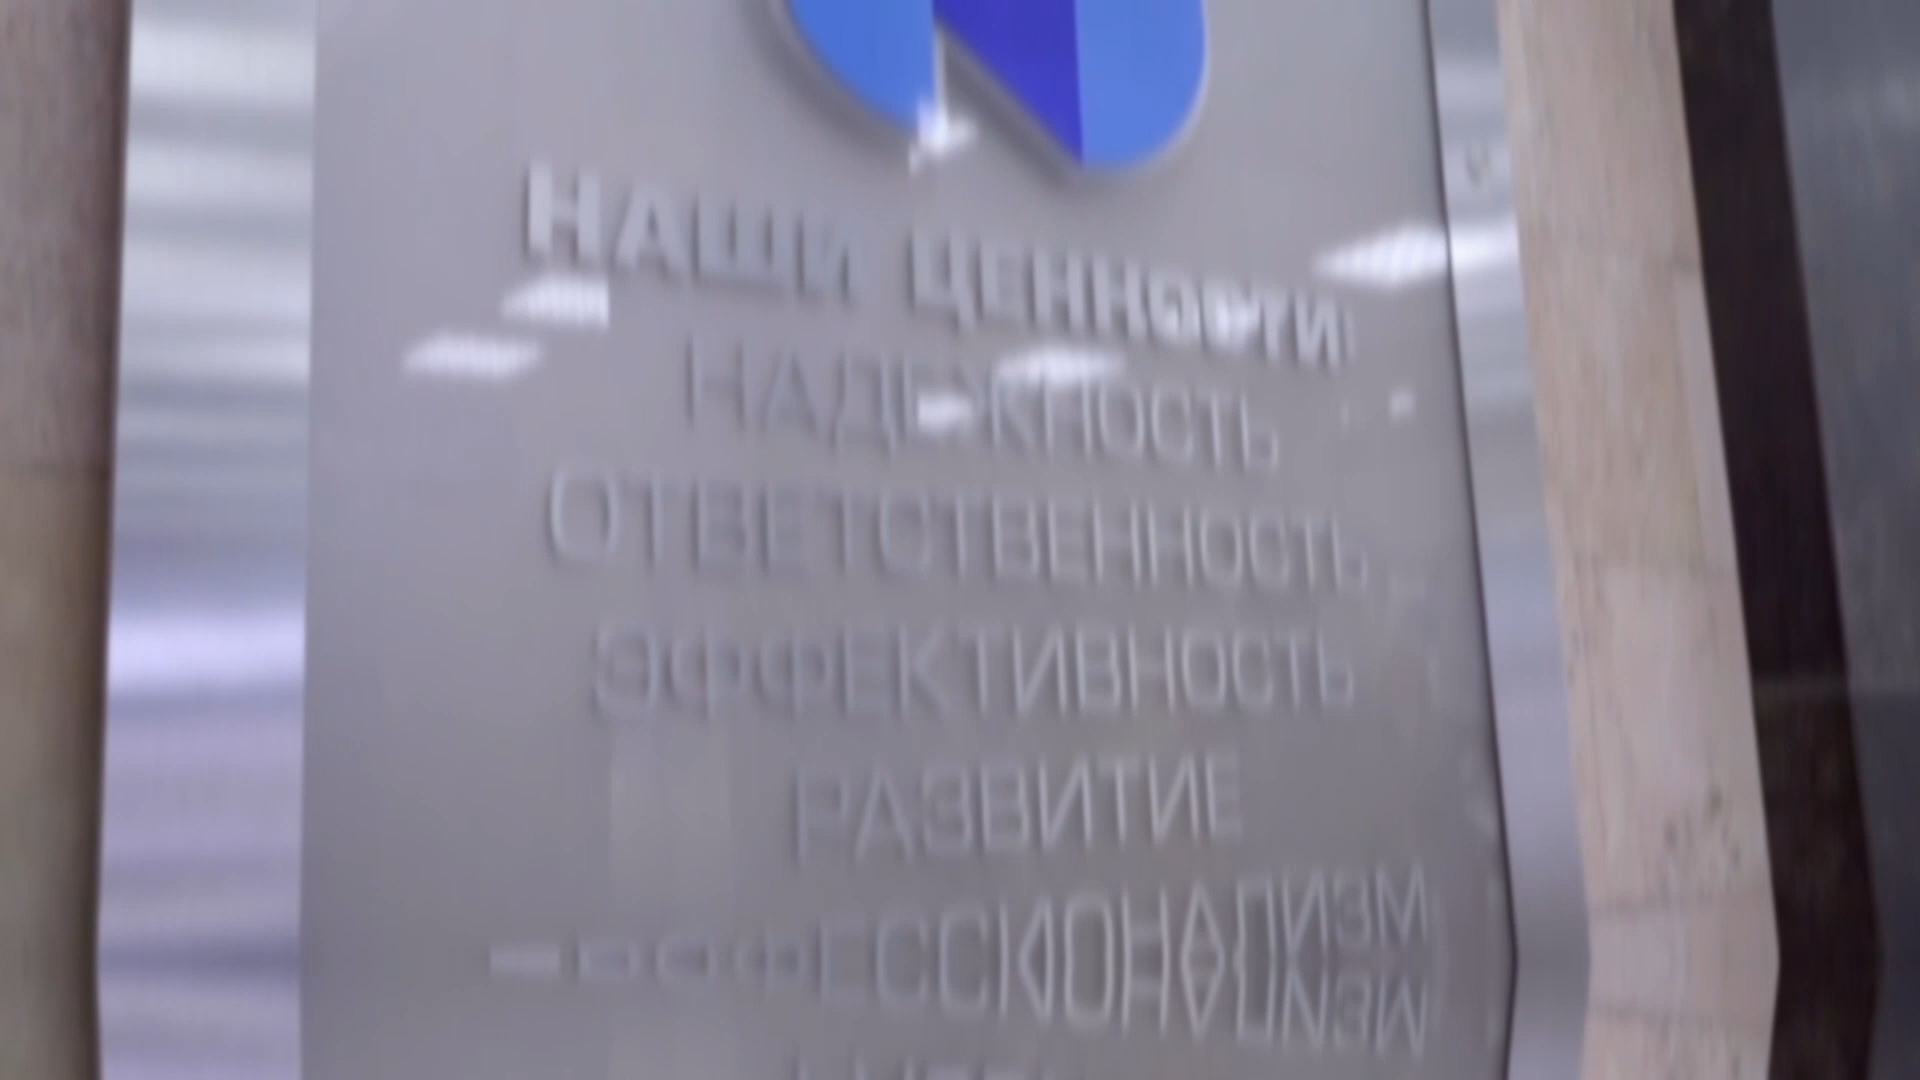 НАШИ ЦЕННОСТИ
НАДЕЖНОСТЬ
ОТВЕТСТВЕННОСТЬ
ЭФФЕКТИВНОСТЬ
РАЗВИТИЕ
ПРОФЕССИОНАЛИЗМ